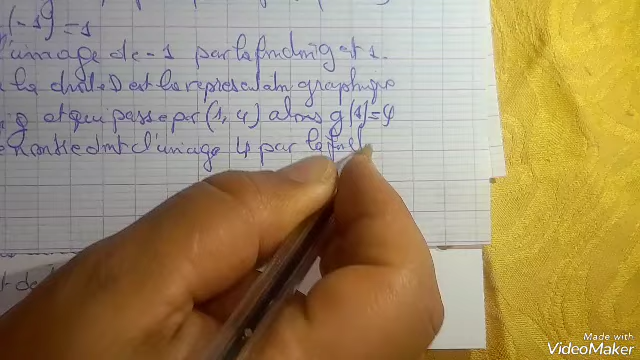 (-1) = 1
l'image de -1 par la fonction g est 1.
la droite D est la représentation graphique
g et qui passe par (1, 4) alors g(1) = 4
l'image 4 par la
Made with
VideoMaker